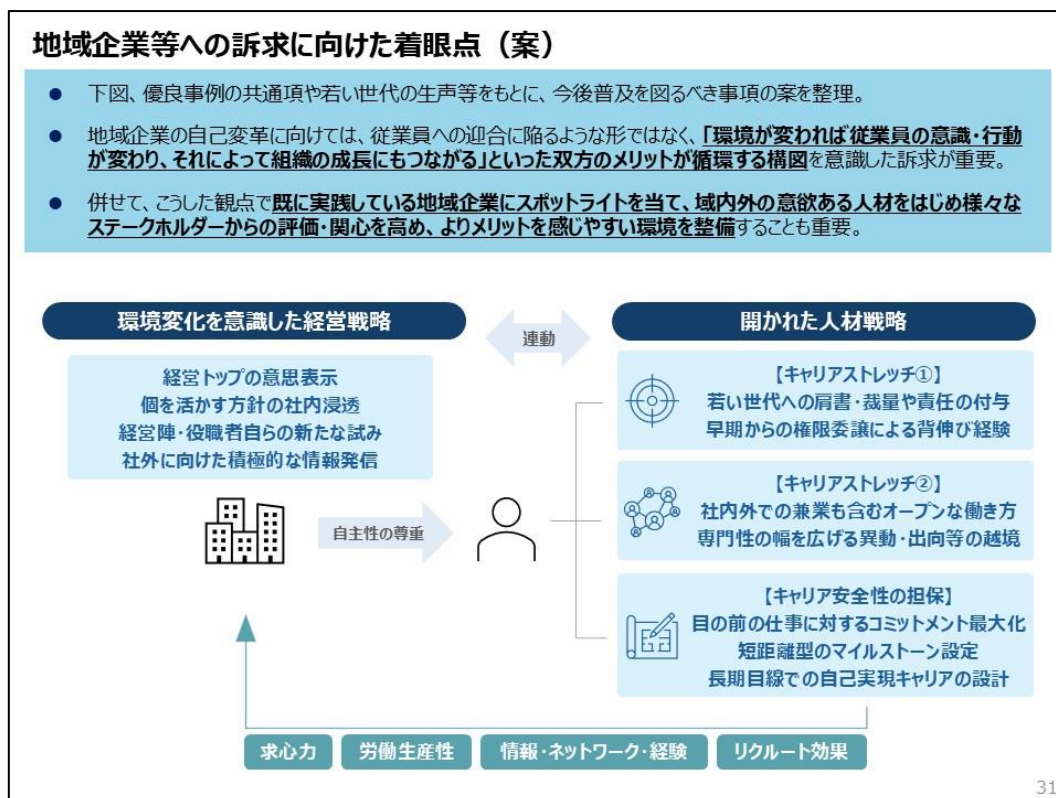 地域企業等への訴求に向けた着眼点（案）
● 下図、優良事例の共通項や若い世代の生声等をもとに、今後普及を図るべき事項の案を整理。
● 地域企業の自己変革に向けては、従業員への迎合に陥るような形ではなく、「環境が変われば従業員の意識・行動
が変わり、それによって組織の成長にもつながる」といった双方のメリットが循環する構図を意識した訴求が重要。
● 併せて、こうした観点で既に実践している地域企業にスポットライトを当て、域内外の意欲ある人材をはじめ様々な
ステークホルダーからの評価・関心を高め、よりメリットを感じやすい環境を整備することも重要。
環境変化を意識した経営戦略
経営トップの意思表示
個を活かす方針の社内浸透
経営陣・役職者自らの新たな試み
社外に向けた積極的な情報発信
連動
開かれた人材戦略
【キャリアストレッチ①】
若い世代への肩書・裁量や責任の付与
早期からの権限委譲による背伸び経験
自主性の尊重
【キャリアストレッチ②】
社内外での兼業も含むオープンな働き方
専門性の幅を広げる異動・出向等の越境
【キャリア安全性の担保】
目の前の仕事に対するコミットメント最大化
短距離型のマイルストーン設定
長期目線での自己実現キャリアの設計
求心力
労働生産性
情報・ネットワーク・経験
リクルート効果
31